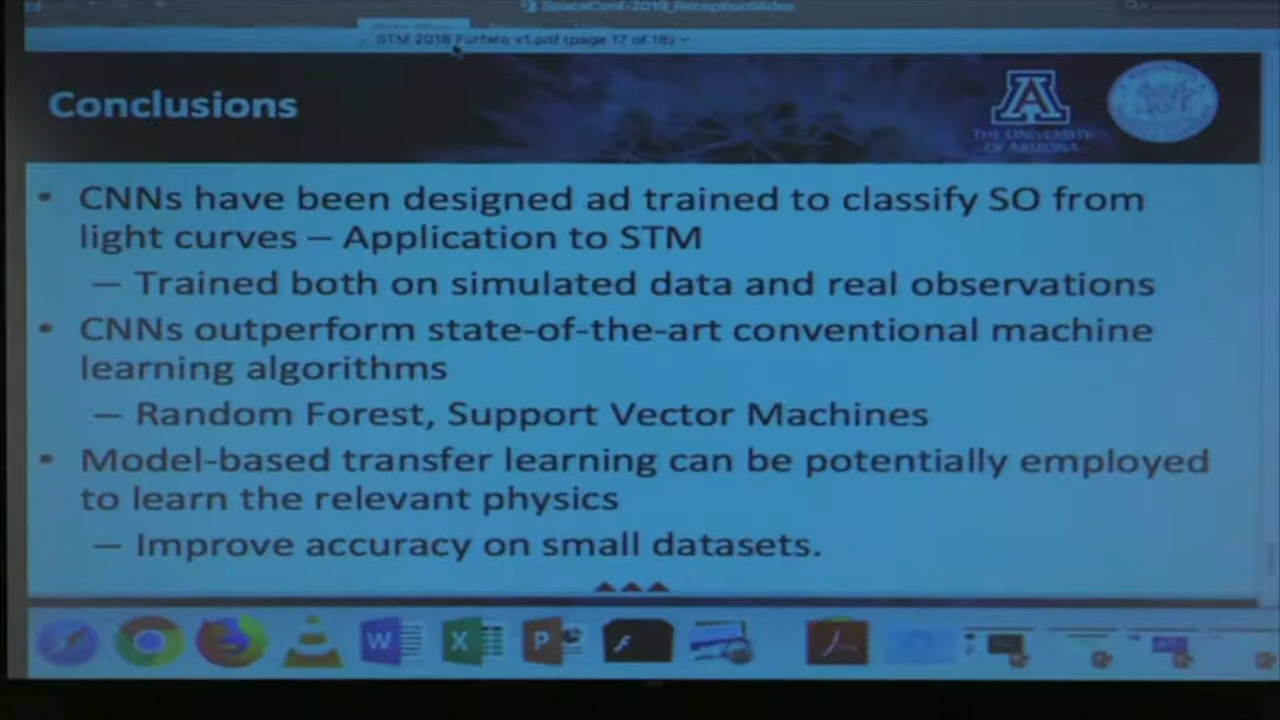 SpaceConf-2019_ReceptionSlides
STM 2018 Furfaro v1.pdf (page 17 of 18)
Conclusions
A
THE UNIVERSITY
OF ARIZONA
• CNNs have been designed ad trained to classify SO from
light curves – Application to STM
– Trained both on simulated data and real observations
• CNNs outperform state-of-the-art conventional machine
learning algorithms
– Random Forest, Support Vector Machines
• Model-based transfer learning can be potentially employed
to learn the relevant physics
– Improve accuracy on small datasets.
W X P f